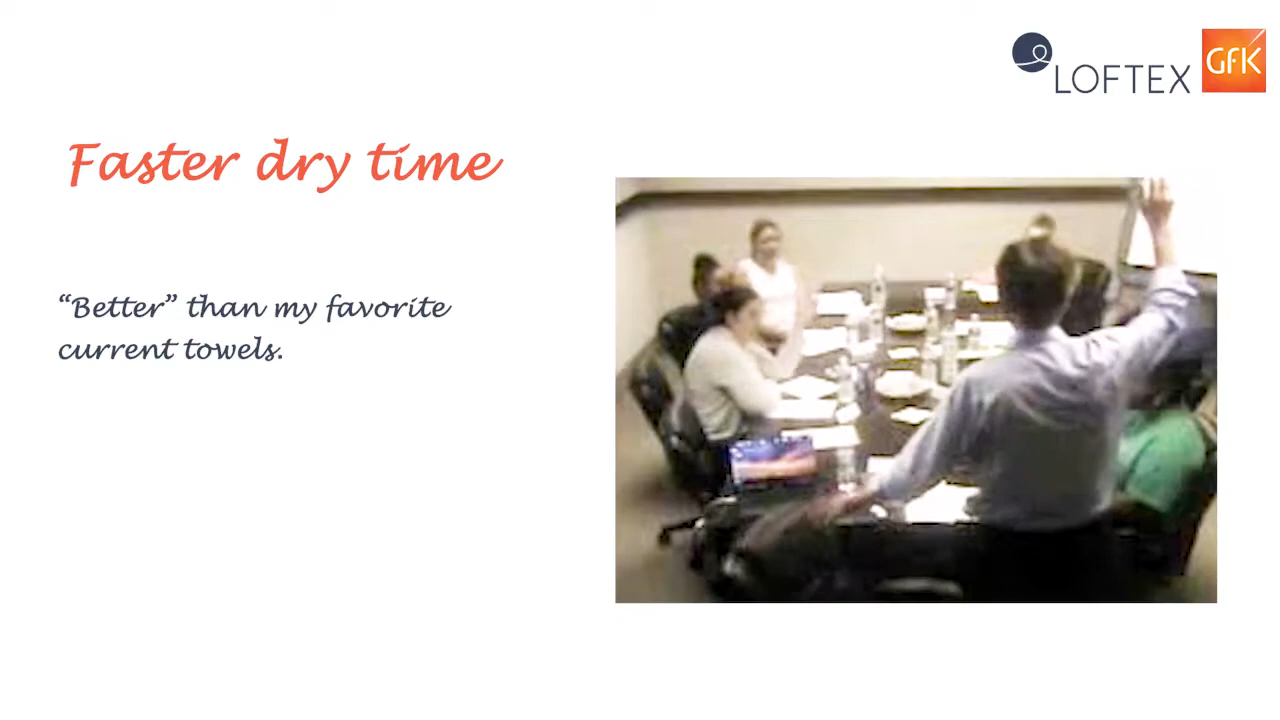 LOFTEX
GfK
Faster dry time
“Better” than my favorite
current towels.